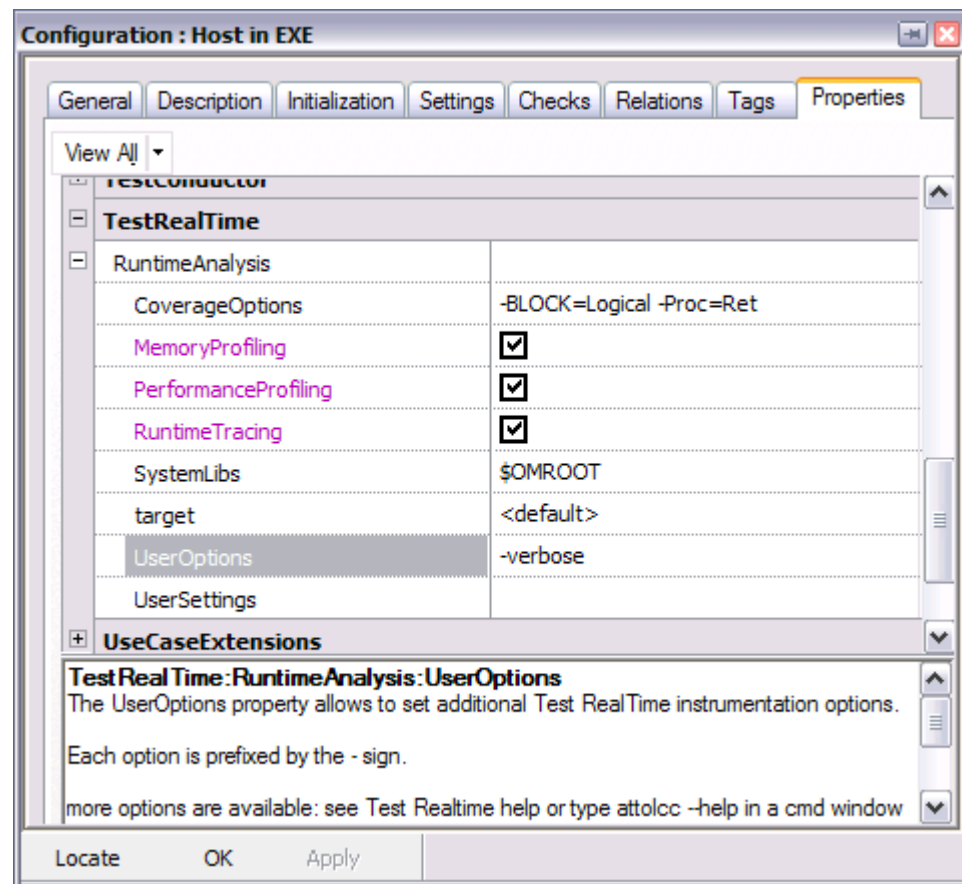 Configuration : Host in EXE
General Description Initialization Settings Checks Relations Tags Properties
View All
TestConductor
TestRealTime
RuntimeAnalysis
CoverageOptions -BLOCK=Logical -Proc=Ret
MemoryProfiling
PerformanceProfiling
RuntimeTracing
SystemLibs $OMROOT
target <default>
UserOptions -verbose
UserSettings
UseCaseExtensions
TestRealTime:RuntimeAnalysis:UserOptions
The UserOptions property allows to set additional Test RealTime instrumentation options.
Each option is prefixed by the - sign.
more options are available: see Test Realtime help or type attolcc --help in a cmd window
Locate OK Apply